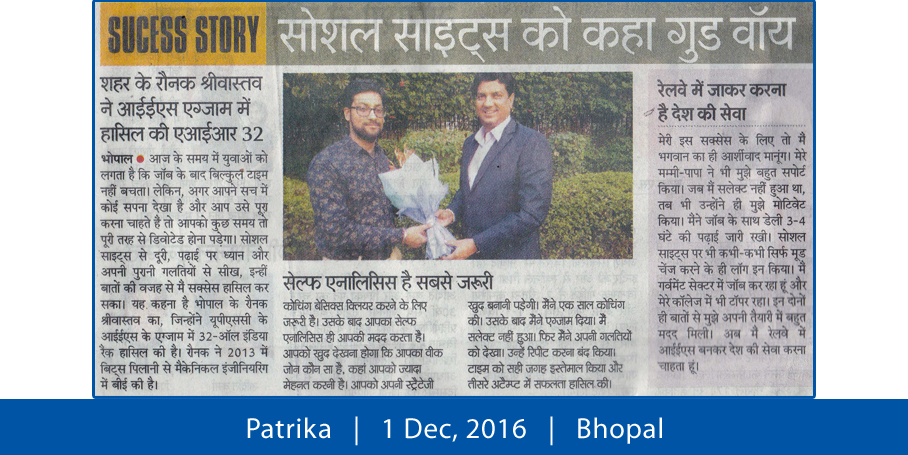 SUCESS STORY
सोशल साइट्स को कहा गुड वॉय
शहर के रौनक श्रीवास्तव
ने आईईएस एग्जाम में
हासिल की एआईआर 32
भोपाल ● आज के समय में युवाओं को
लगता है कि जॉब के बाद बिल्कुल टाइम
नहीं बचता। लेकिन, अगर आपने सच में
कोई सपना देखा है और आप उसे पूरा
करना चाहते है तो आपको कुछ समय तो
पूरी तरह से डिवोटेड होना पड़ेगा। सोशल
साइट्स से दूरी, पढ़ाई पर ध्यान और
अपनी पुरानी गलतियों से सीख, इन्हीं
बातों की वजह से मै सक्सेस हासिल कर
सका। यह कहना है भोपाल के रौनक
श्रीवास्तव का, जिन्होंने यूपीएससी के
आईईएस के एग्जाम में 32-ऑल इंडिया
रैंक हासिल की है। रौनक ने 2013 में
बिट्स पिलानी से मैकेनिकल इंजीनियरिंग
में बीई की है।
सेल्फ एनालिसिस है सबसे जरुरी
कोचिंग बेसिक्स क्लियर करने के लिए
जरूरी है। उसके बाद आपका सेल्फ
एनालिसिस ही आपकी मदद करता है।
आपको खुद देखना होगा कि आपका वीक
जोन कौन सा है, कहां आपको ज्यादा
मेहनत करनी है। आपको अपनी स्ट्रैटेजी
खुद बनानी पड़ेगी। मैंने एक साल कोचिंग
की। उसके बाद मैंने एग्जाम दिया। मैं
सलेक्ट नहीं हुआ। फिर मैंने अपनी गलतियों
को देखा। उन्हें रिपीट करना बंद किया।
टाइम को सही जगह इस्तेमाल किया और
तीसरे अटैम्प्ट में सफलता हासिल की।
रेलवे में जाकर करना
है देश की सेवा
मेरी इस सक्सेस के लिए तो मै
भगवान का ही आर्शीवाद मानूंगा। मेरे
मम्मी-पापा ने भी मुझे बहुत सपोर्ट
किया। जब मैं सलेक्ट नहीं हुआ था,
तब भी उन्होंने ही मुझे मोटिवेट
किया। मैने जॉब के साथ डेली 3-4
घंटे की पढ़ाई जारी रखी। सोशल
साइट्स पर भी कभी-कभी सिर्फ मूड
चेंज करने के ही लॉग इन किया। मैं
गर्वमेंट सेक्टर में जॉब कर रहा हूं और
मेरे कॉलेज में भी टॉपर रहा। इन दोनों
ही बातों से मुझे अपनी तैयारी में बहुत
मदद मिली। अब मै रेलवे में
आईईएस बनकर देश की सेवा करना
चाहता हूं।
Patrika | 1 Dec, 2016 | Bhopal